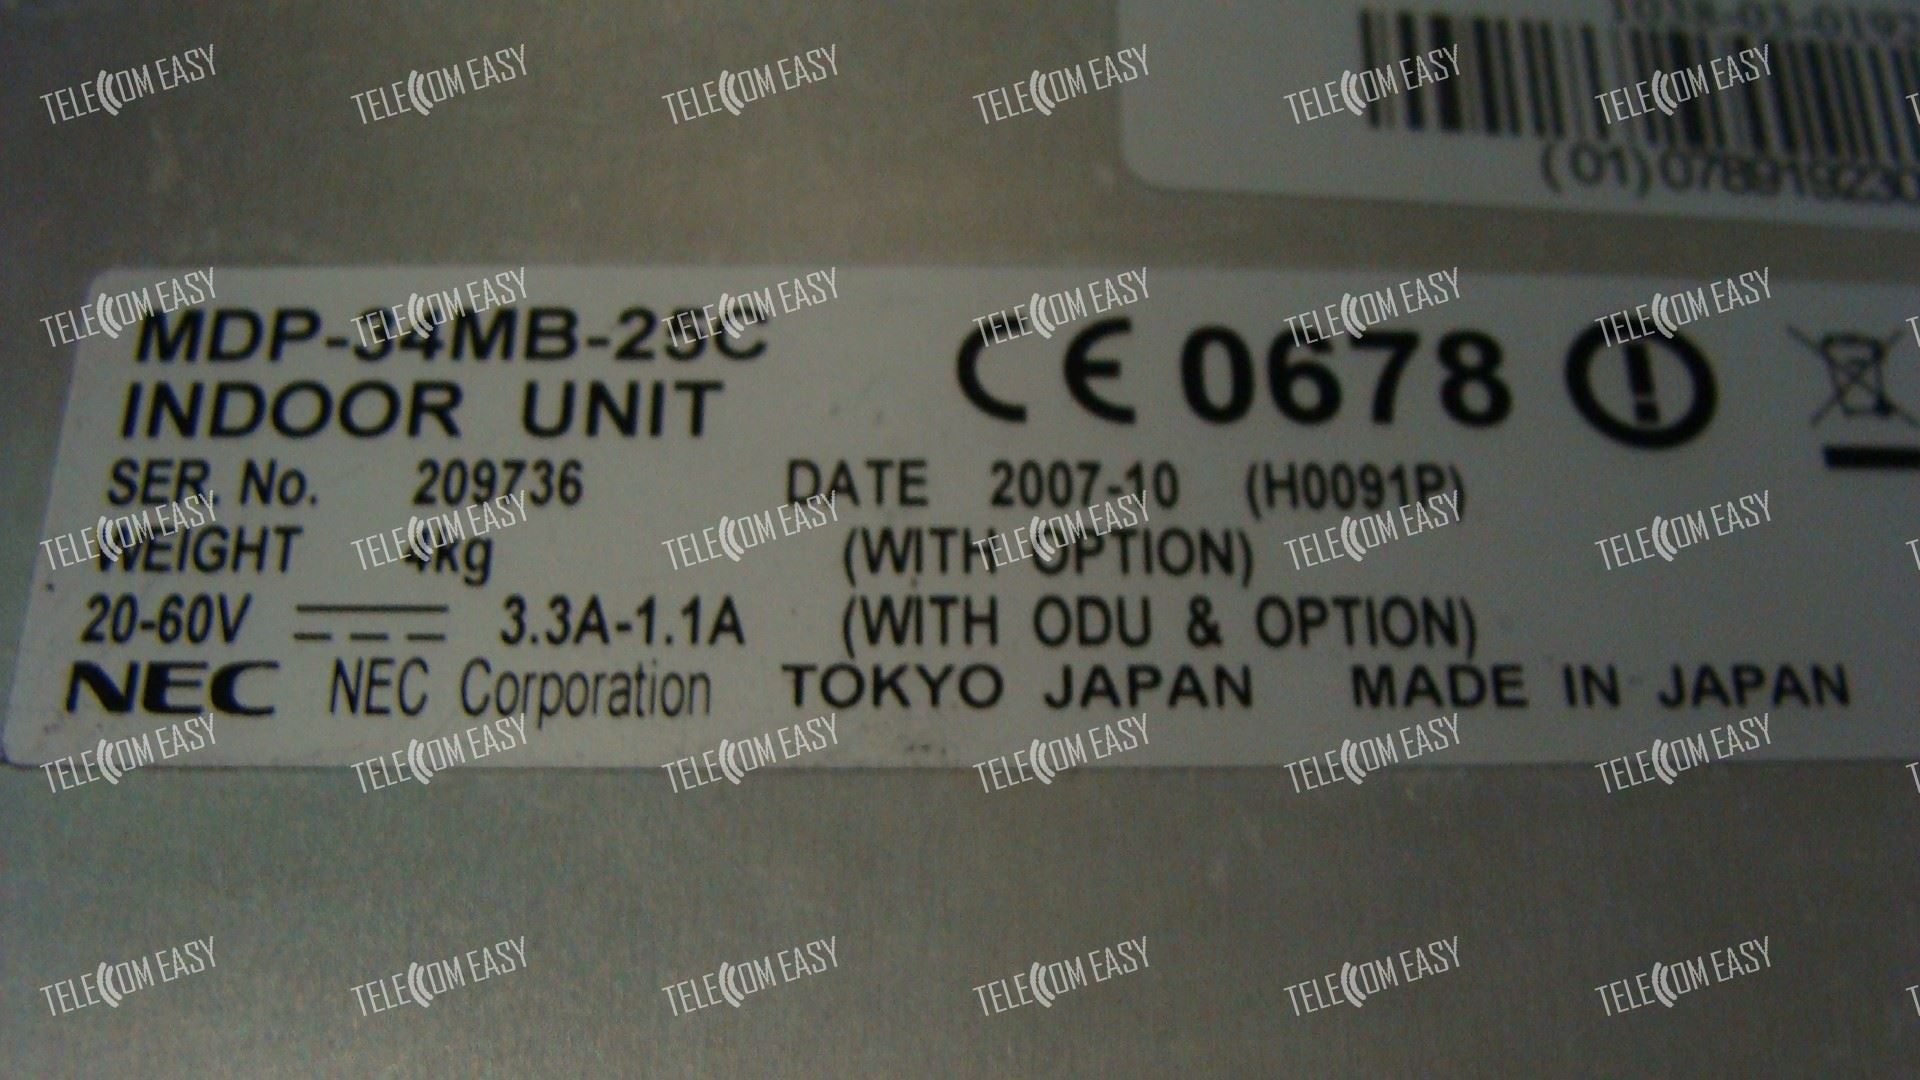 (01)
MDP-34MB-25C
INDOOR UNIT
CE 0678
SER No. 209736 DATE 2007-10 (H0091P)
WEIGHT 4kg (WITH OPTION)
20-60V 3.3A-1.1A (WITH ODU & OPTION)
NEC NEC Corporation TOKYO JAPAN MADE IN JAPAN
TELECOM EASY